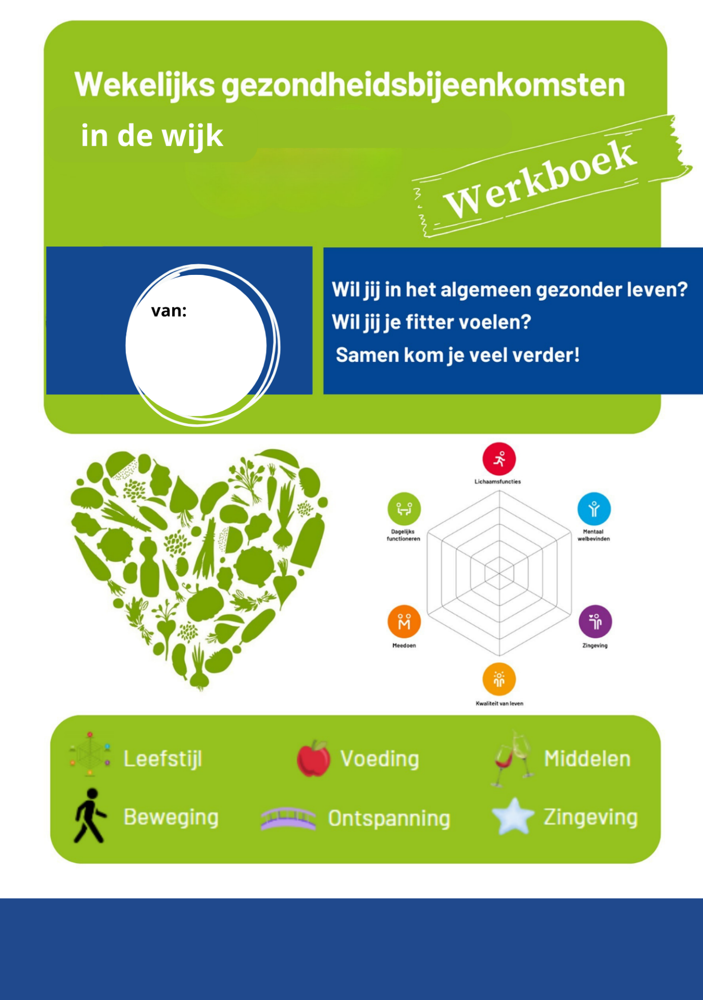 Wekelijks gezondheidsbijeenkomsten
in de wijk
Werkboek
van:
Wil jij in het algemeen gezonder leven?
Wil jij je fitter voelen?
Samen kom je veel verder!
Lichaamsfuncties
Dagelijks
functioneren
Mentaal
welbevinden
Meedoen
Zingeving
Kwaliteit van leven
Leefstijl
Voeding
Middelen
Beweging
Ontspanning
Zingeving